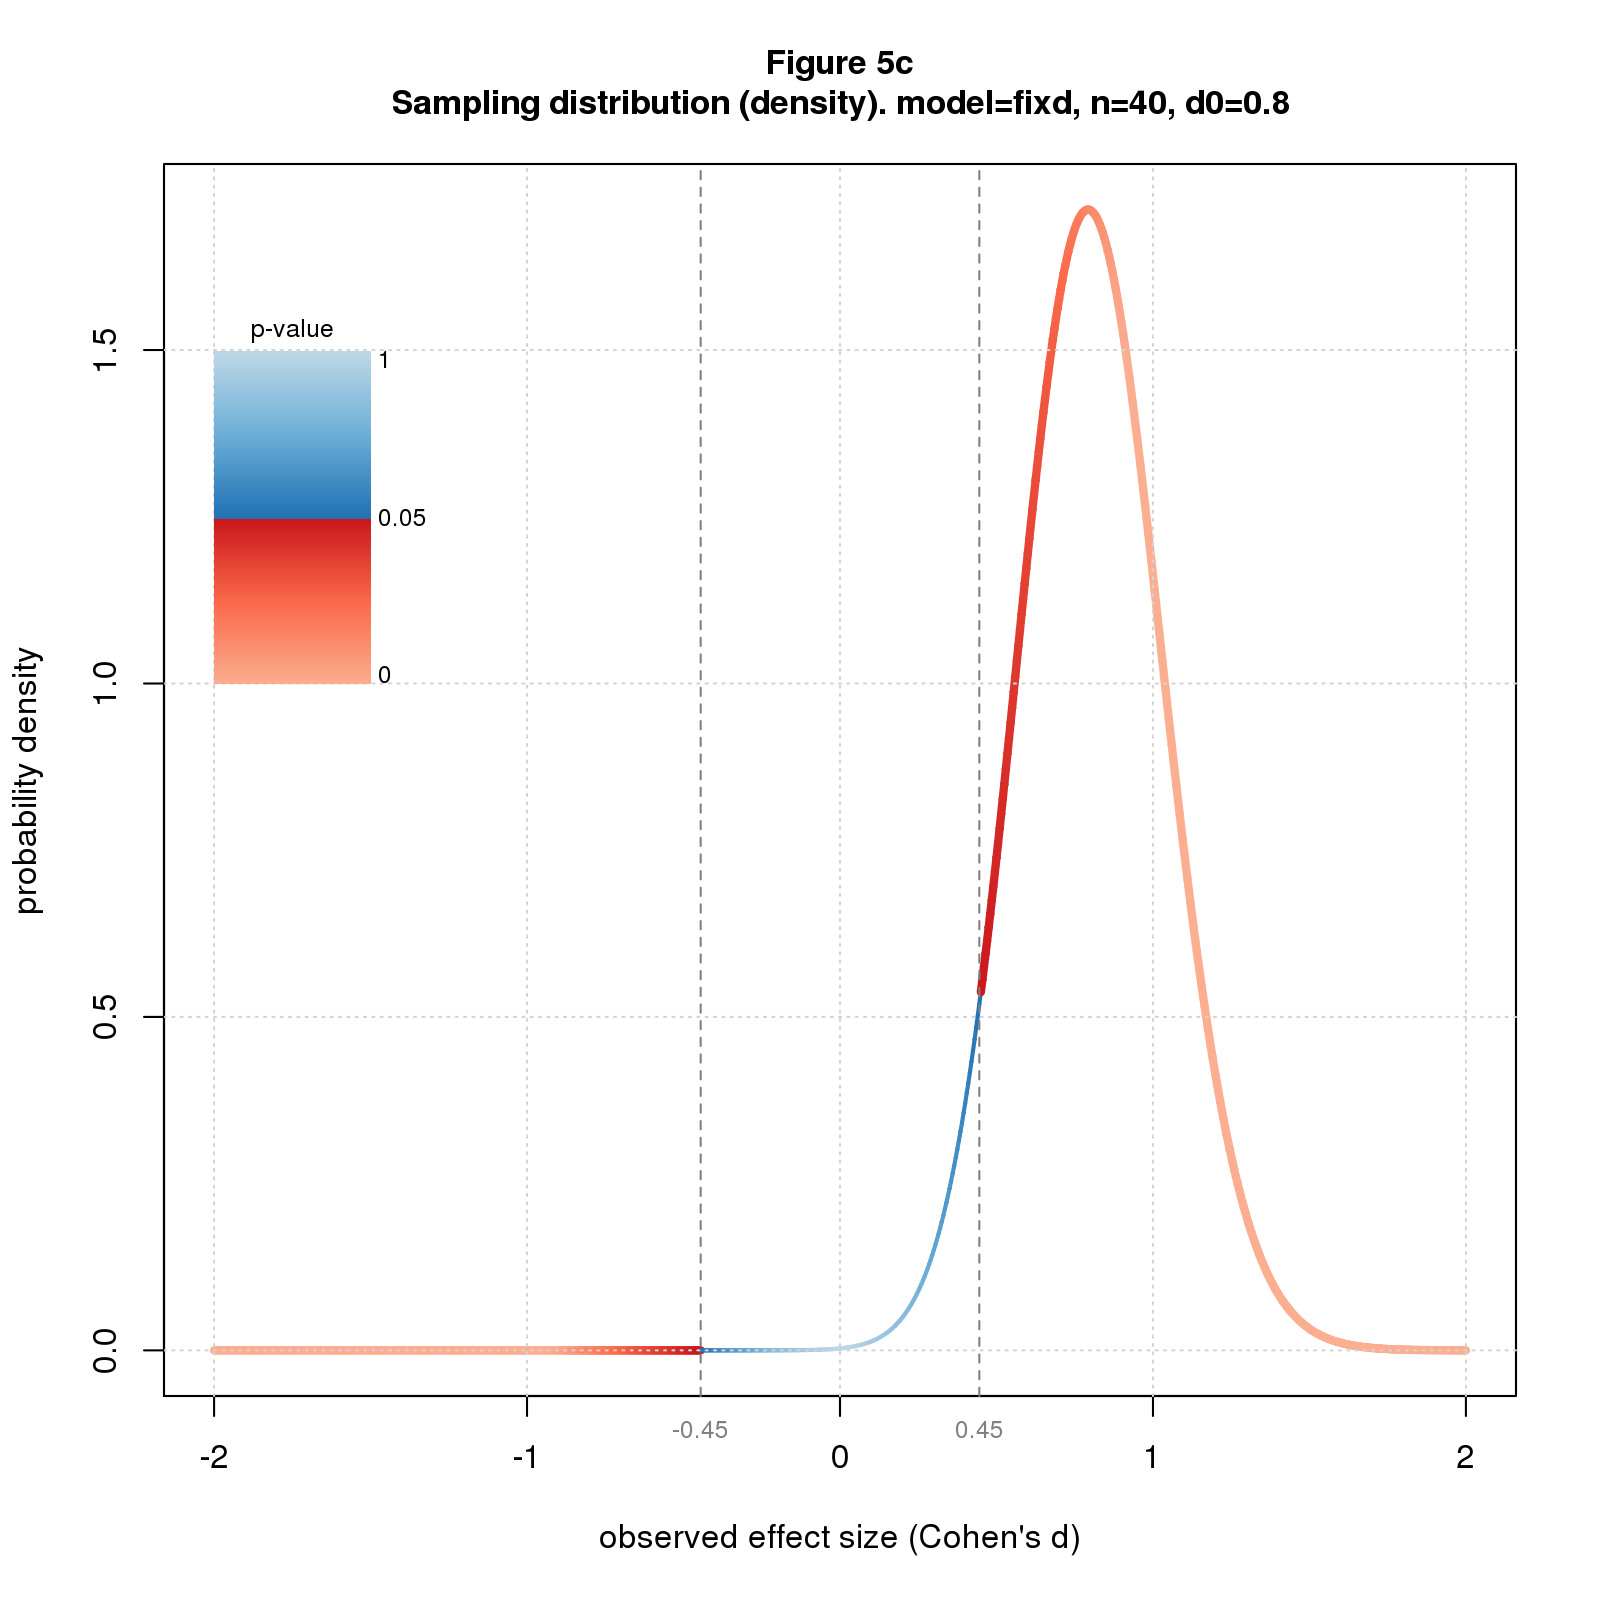 Figure 5c
Sampling distribution (density). model=fixd, n=40, d0=0.8
p-value
1
0.05
0
probability density
1.5
1.0
0.5
0.0
-0.45
0.45
-2
-1
0
1
2
observed effect size (Cohen's d)